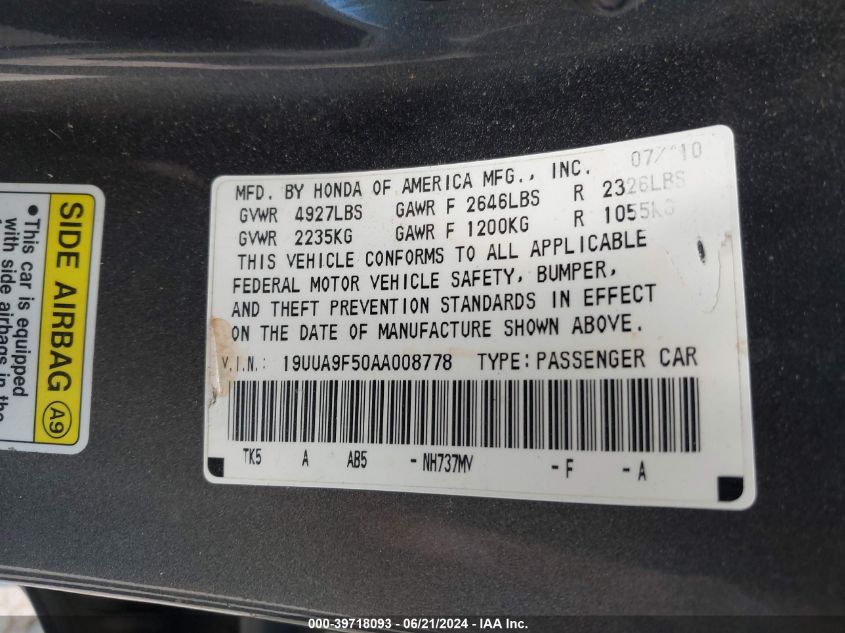 07/10
MFD. BY HONDA OF AMERICA MFG., INC.
GVWR 4927LBS GAWR F 2646LBS R 2326LBS
GVWR 2235KG GAWR F 1200KG R 1055KG
THIS VEHICLE CONFORMS TO ALL APPLICABLE
FEDERAL MOTOR VEHICLE SAFETY, BUMPER,
AND THEFT PREVENTION STANDARDS IN EFFECT
ON THE DATE OF MANUFACTURE SHOWN ABOVE.
V.I.N.: 19UUA9F50AA008778 TYPE: PASSENGER CAR
TK5 A AB5 -NH737MV -F -A
SIDE AIRBAG A9
•This car is equipped
with side airbags in the
00-39718093 - 06/21/2024 - IAA Inc.